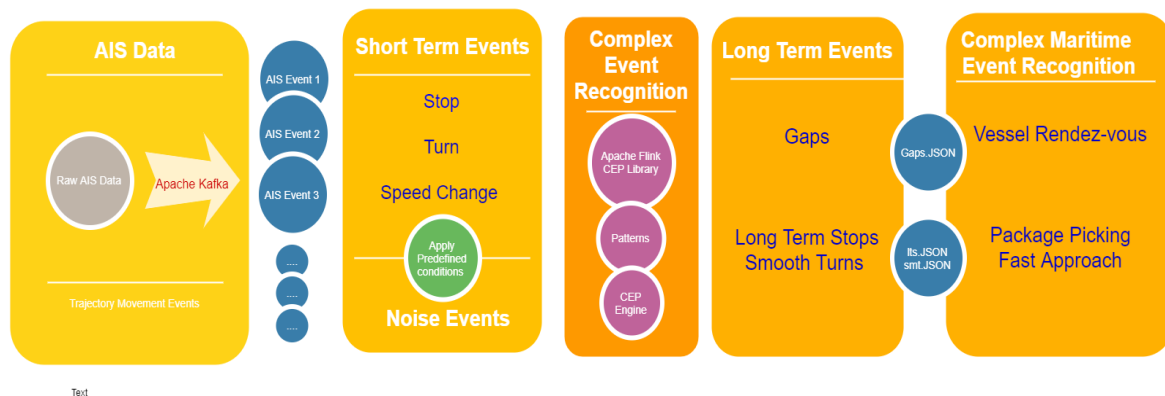 AIS Data
Raw AIS Data
Apache Kafka
Trajectory Movement Events
AIS Event 1
AIS Event 2
AIS Event 3
....
....
....
Short Term Events
Stop
Turn
Speed Change
Apply
Predefined
conditions
Noise Events
Complex
Event
Recognition
Apache Flink
CEP Library
Patterns
CEP
Engine
Long Term Events
Gaps
Long Term Stops
Smooth Turns
Gaps.JSON
lts.JSON
smt.JSON
Complex Maritime
Event Recognition
Vessel Rendez-vous
Package Picking
Fast Approach
Text